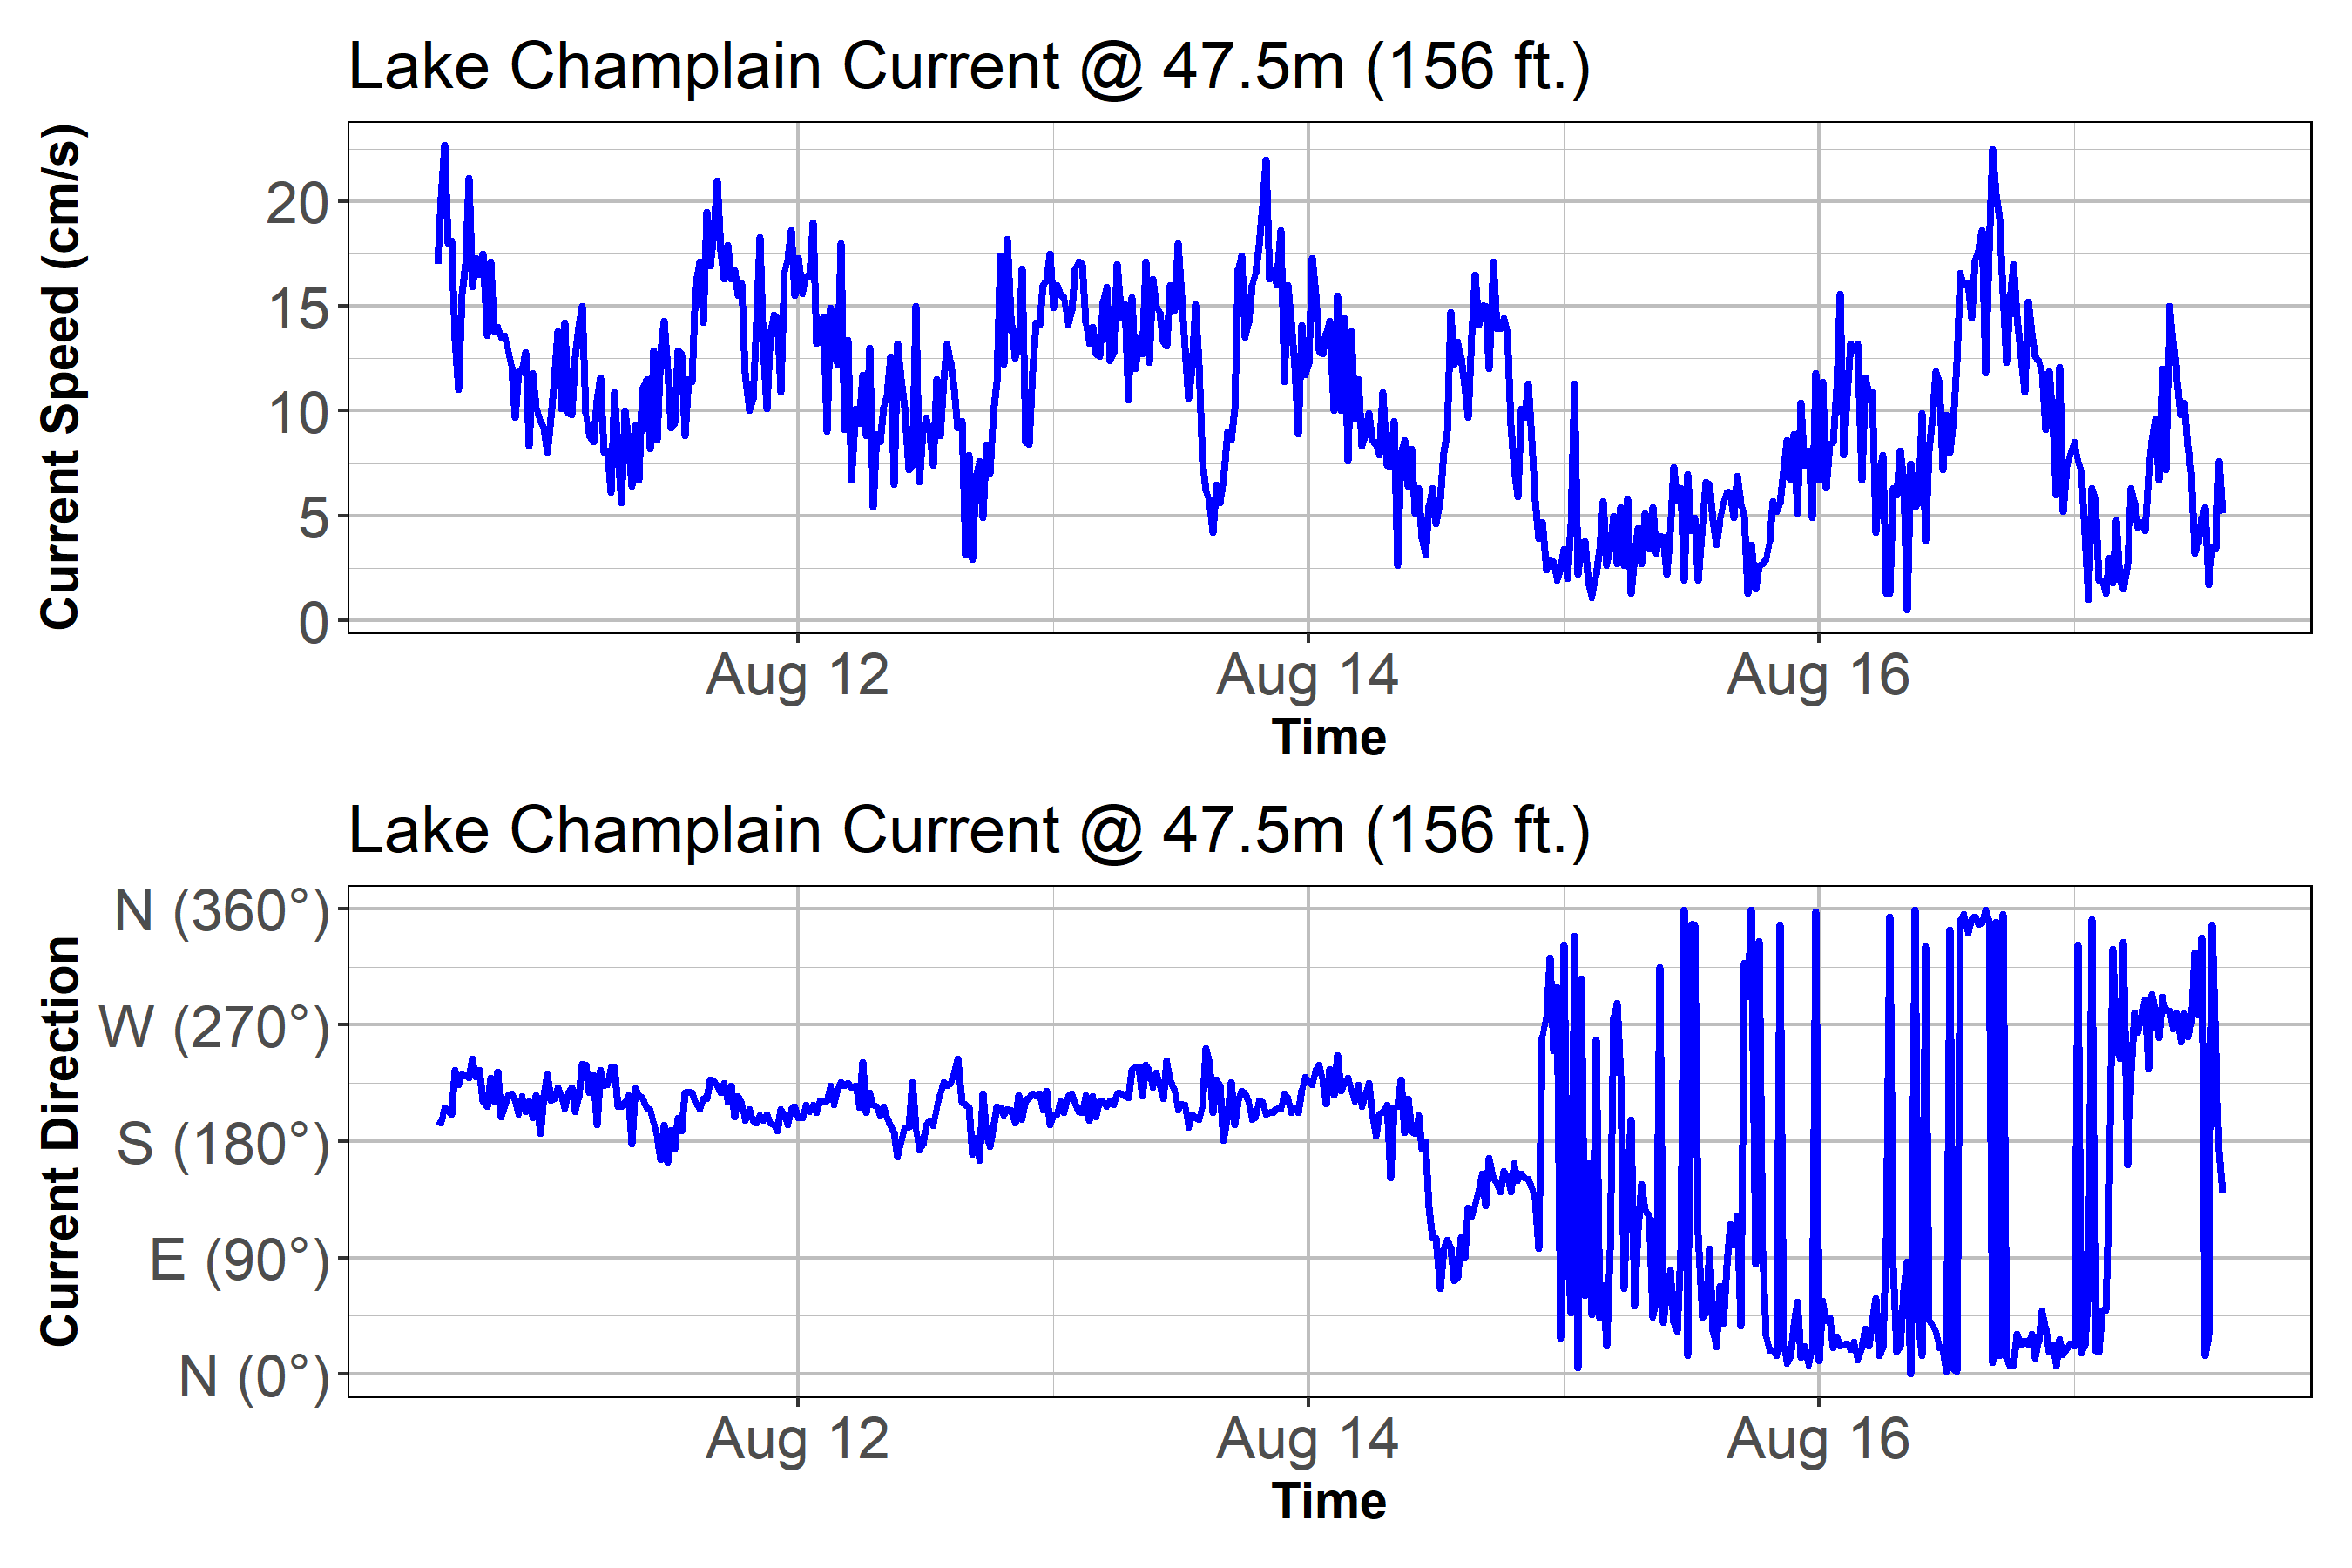 Lake Champlain Current @ 47.5m (156 ft.)
Current Speed (cm/s)
20
15
10
5
0
Aug 12 Aug 14 Aug 16
Time
Lake Champlain Current @ 47.5m (156 ft.)
Current Direction
N (360°)
W (270°)
S (180°)
E (90°)
N (0°)
Aug 12 Aug 14 Aug 16
Time